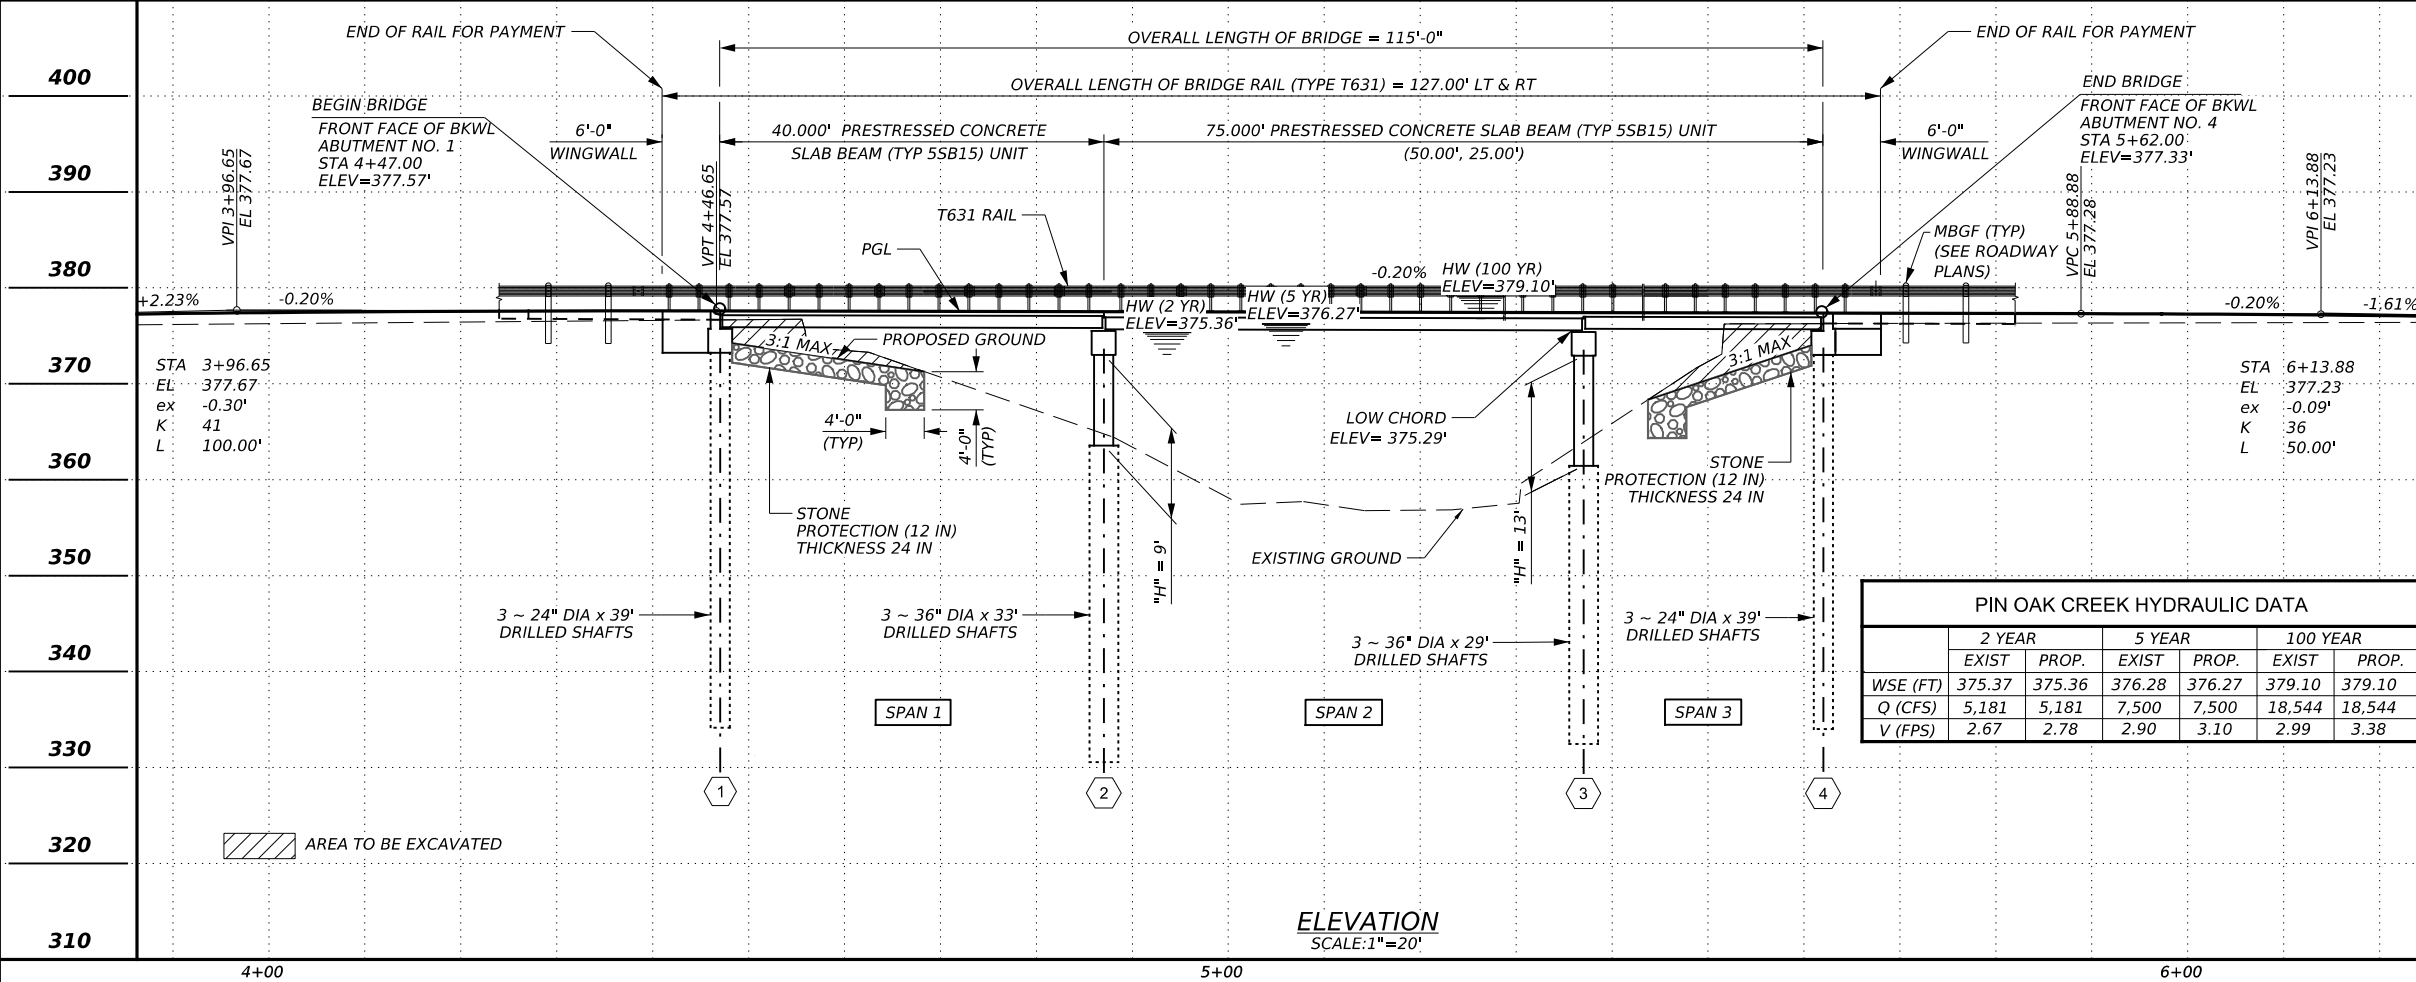 END OF RAIL FOR PAYMENT
OVERALL LENGTH OF BRIDGE = 115'-0"
END OF RAIL FOR PAYMENT
400
OVERALL LENGTH OF BRIDGE RAIL (TYPE T631) = 127.00' LT & RT
BEGIN BRIDGE
FRONT FACE OF BKWL
ABUTMENT NO. 1
STA 4+47.00
ELEV=377.57'
6'-0"
WINGWALL
40.000' PRESTRESSED CONCRETE
SLAB BEAM (TYP 5SB15) UNIT
75.000' PRESTRESSED CONCRETE SLAB BEAM (TYP 5SB15) UNIT
(50.00', 25.00')
6'-0"
WINGWALL
END BRIDGE
FRONT FACE OF BKWL
ABUTMENT NO. 4
STA 5+62.00
ELEV=377.33'
390
VPI 3+96.65
EL 377.67
VPT 4+46.65
EL 377.57
T631 RAIL
PGL
MBGF (TYP)
(SEE ROADWAY
PLANS)
VPC 5+88.88
EL 377.28
VPI 6+13.88
EL 377.23
380
+2.23%
-0.20%
HW (2 YR)
ELEV=375.36'
HW (5 YR)
ELEV=376.27'
-0.20%
HW (100 YR)
ELEV=379.10'
-0.20%
-1.61%
370
STA 3+96.65
EL 377.67
ex -0.30'
K 41
L 100.00'
3:1 MAX
PROPOSED GROUND
4'-0"
(TYP)
4'-0"
(TYP)
LOW CHORD
ELEV= 375.29'
3:1 MAX
STA 6+13.88
EL 377.23
ex -0.09'
K 36
L 50.00'
360
STONE
PROTECTION (12 IN)
THICKNESS 24 IN
STONE
PROTECTION (12 IN)
THICKNESS 24 IN
350
"H" = 9'
EXISTING GROUND
"H" = 13'
3 ~ 24" DIA x 39'
DRILLED SHAFTS
3 ~ 36" DIA x 33'
DRILLED SHAFTS
3 ~ 36" DIA x 29'
DRILLED SHAFTS
3 ~ 24" DIA x 39'
DRILLED SHAFTS
340
PIN OAK CREEK HYDRAULIC DATA
2 YEAR 5 YEAR 100 YEAR
EXIST PROP. EXIST PROP. EXIST PROP.
WSE (FT) 375.37 375.36 376.28 376.27 379.10 379.10
Q (CFS) 5,181 5,181 7,500 7,500 18,544 18,544
V (FPS) 2.67 2.78 2.90 3.10 2.99 3.38
SPAN 1
SPAN 2
SPAN 3
330
1
2
3
4
320
AREA TO BE EXCAVATED
310
ELEVATION
SCALE:1"=20'
4+00
5+00
6+00